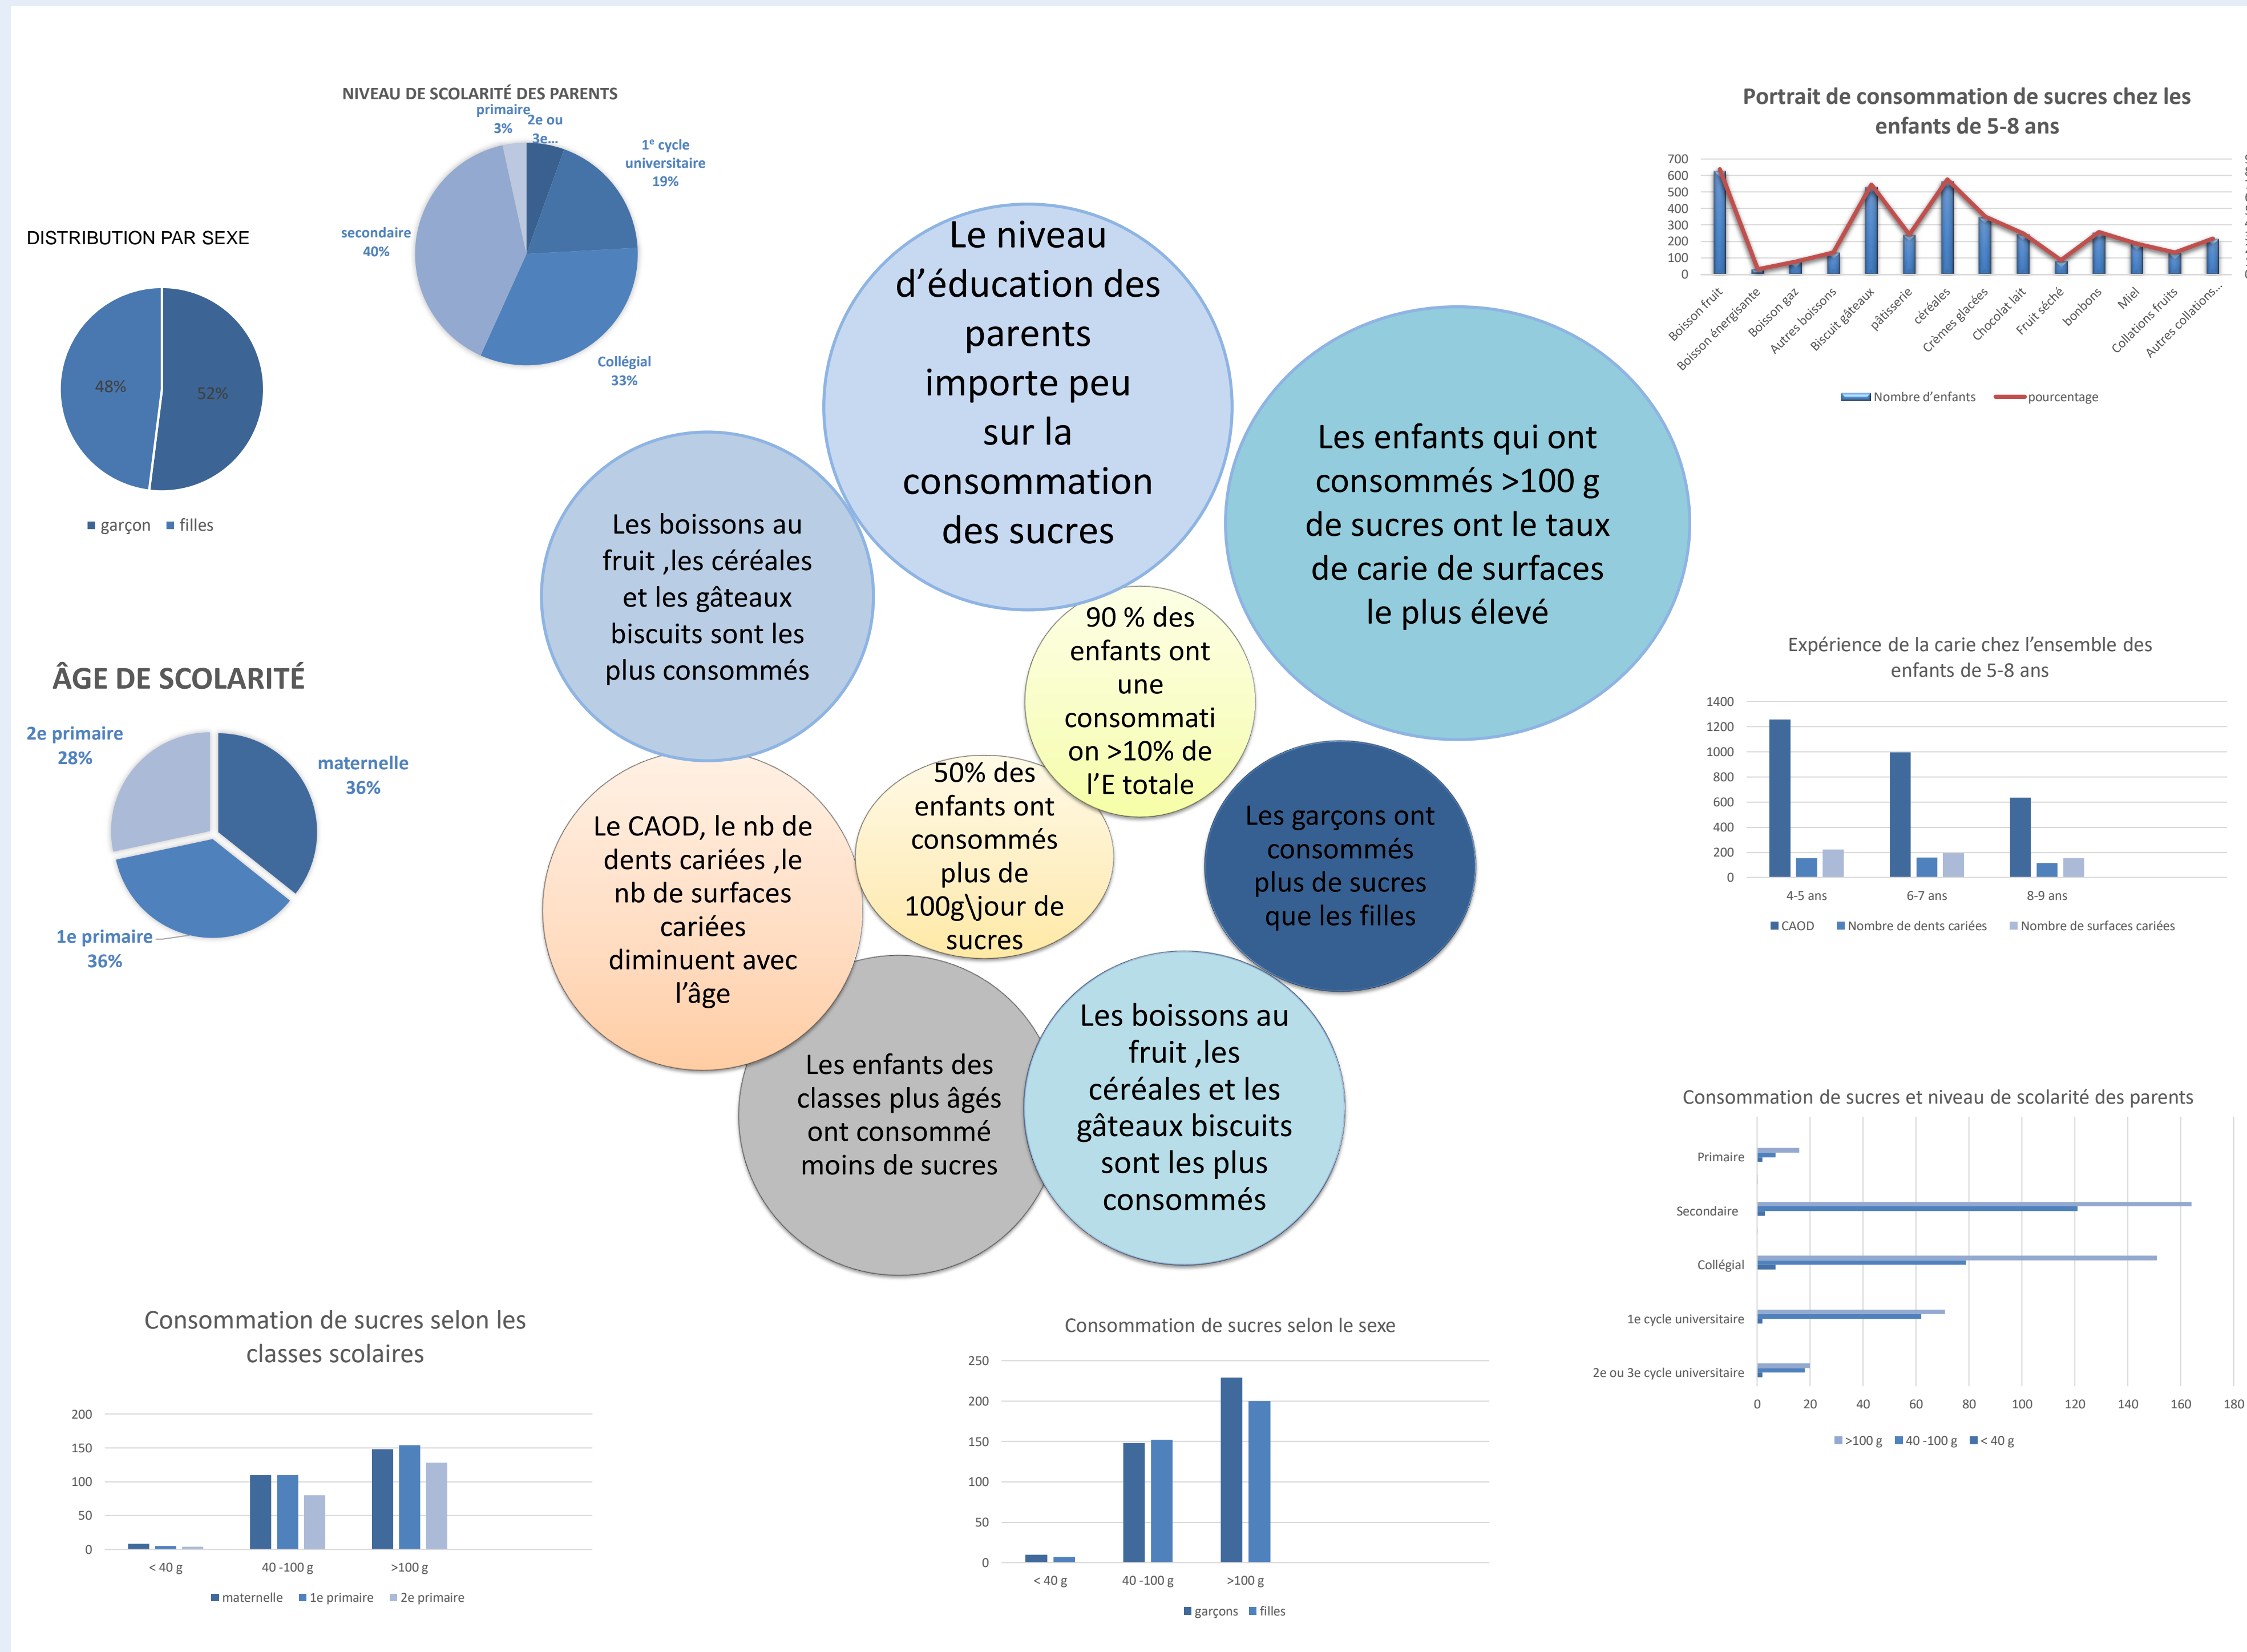 NIVEAU DE SCOLARITÉ DES PARENTS
primaire
3%
2e ou
3e...
1e cycle
universitaire
19%
secondaire
40%
Collégial
33%
DISTRIBUTION PAR SEXE
48%
52%
garçon filles
ÂGE DE SCOLARITÉ
2e primaire
28%
maternelle
36%
1e primaire
36%
Le niveau
d'éducation des
parents
importe peu
sur la
consommation
des sucres
Les enfants qui ont
consommés >100 g
de sucres ont le taux
de carie de surfaces
le plus élevé
Les boissons au
fruit ,les céréales
et les gâteaux
biscuits sont les
plus consommés
90 % des
enfants ont
une
consommati
on >10% de
l'E totale
50% des
enfants ont
consommés
plus de
100g\jour de
sucres
Les garçons ont
consommés
plus de sucres
que les filles
Le CAOD, le nb de
dents cariées ,le
nb de surfaces
cariées
diminuent avec
l'âge
Les enfants des
classes plus âgés
ont consommé
moins de sucres
Les boissons au
fruit ,les
céréales et les
gâteaux biscuits
sont les plus
consommés
Portrait de consommation de sucres chez les
enfants de 5-8 ans
700
600
500
400
300
200
100
0
Boisson fruit
Boisson énergisante
Boisson gaz
Autres boissons
Biscuit gâteaux
pâtisserie
céréales
Crèmes glacées
Chocolat lait
Fruit séché
bonbons
Miel
Collations fruits
Autres collations...
Nombre d'enfants pourcentage
Expérience de la carie chez l'ensemble des
enfants de 5-8 ans
1400
1200
1000
800
600
400
200
0
4-5 ans 6-7 ans 8-9 ans
CAOD Nombre de dents cariées Nombre de surfaces cariées
Consommation de sucres et niveau de scolarité des parents
Primaire
Secondaire
Collégial
1e cycle universitaire
2e ou 3e cycle universitaire
0 20 40 60 80 100 120 140 160 180
>100 g 40 -100 g < 40 g
Consommation de sucres selon les
classes scolaires
200
150
100
50
0
< 40 g 40 -100 g >100 g
maternelle 1e primaire 2e primaire
Consommation de sucres selon le sexe
250
200
150
100
50
0
< 40 g 40 -100 g >100 g
garçons filles